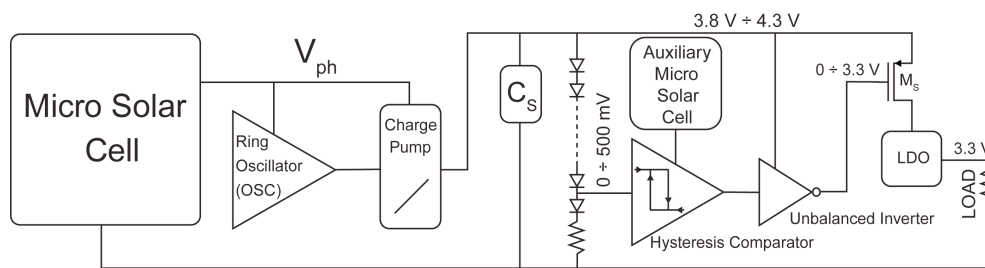 Micro Solar
Cell
V
ph
Ring
Oscillator
(OSC)
Charge
Pump
C
S
0 ÷ 500 mV
3.8 V ÷ 4.3 V
Auxiliary
Micro
Solar
Cell
Hysteresis Comparator
Unbalanced Inverter
0 ÷ 3.3 V
M
S
LDO
3.3 V
LOAD